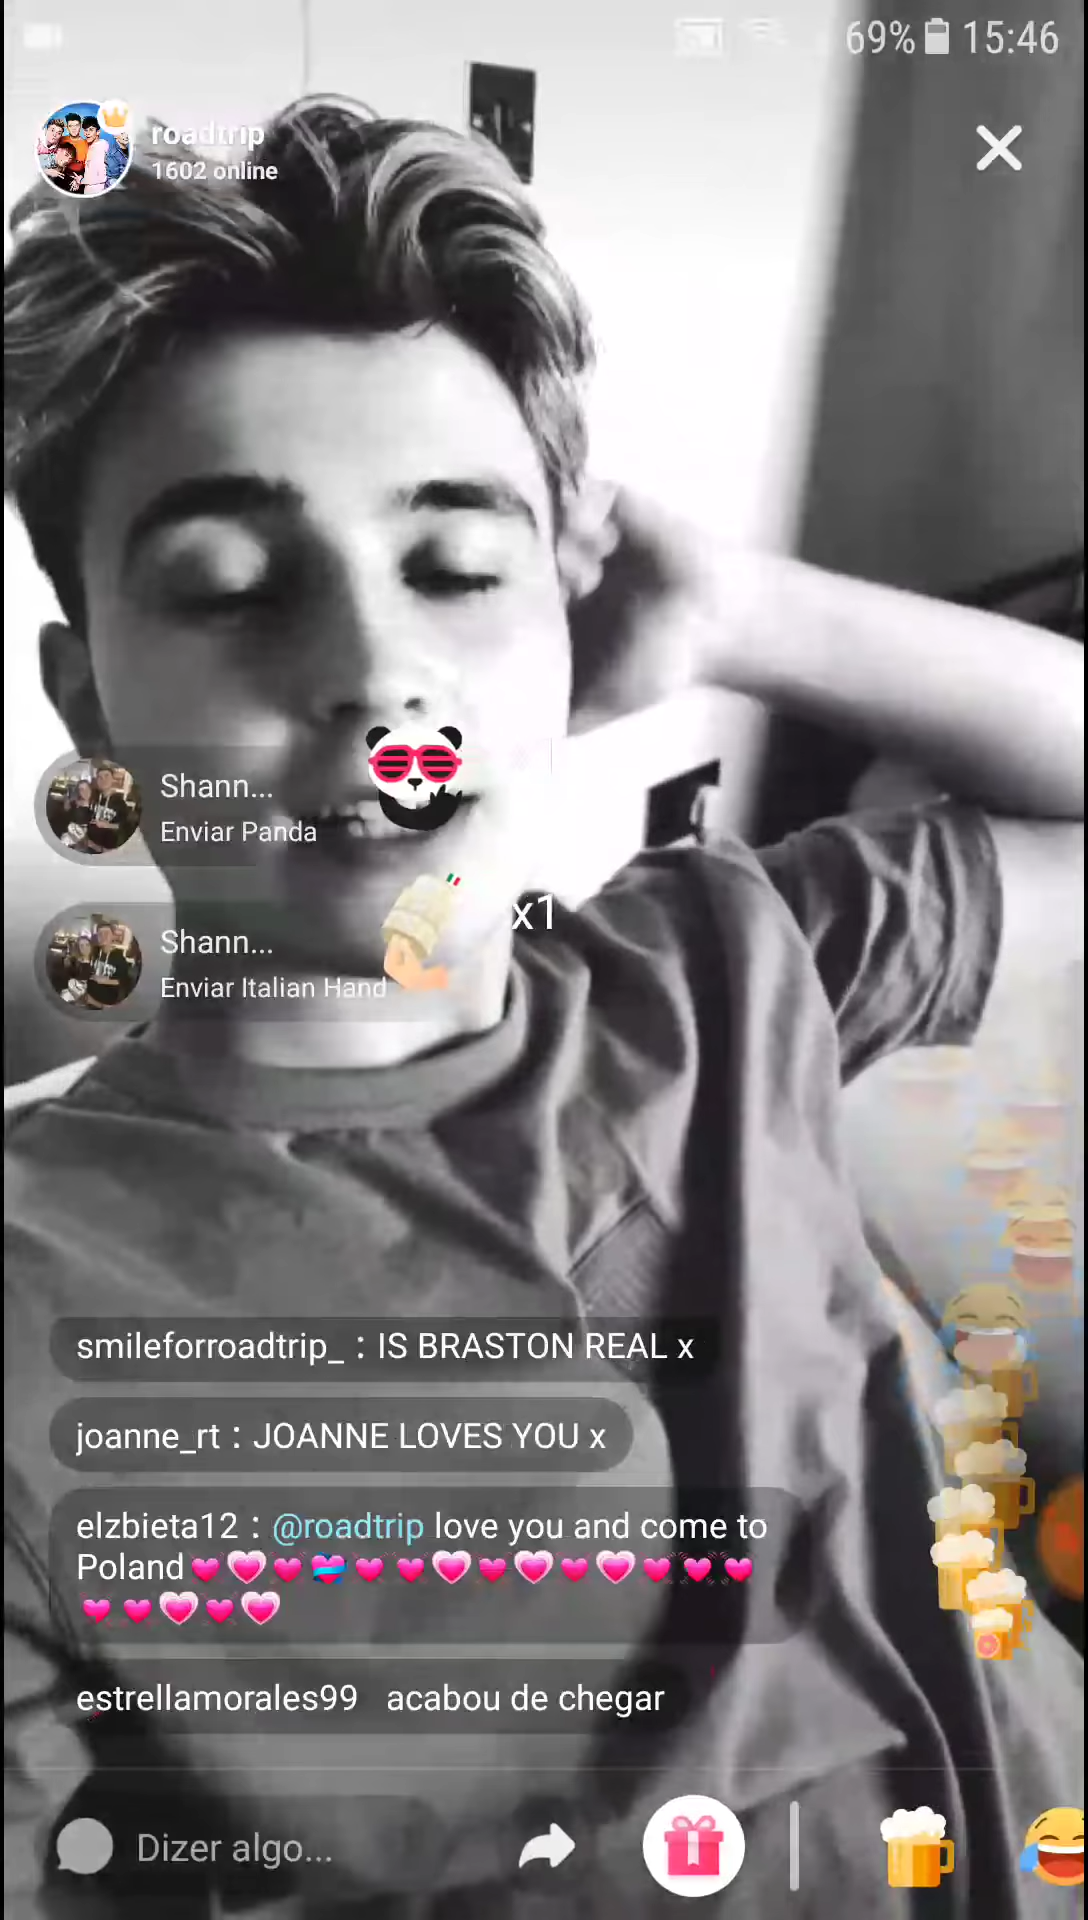 69% 15:46
roadtrip
1602 online
Shann...
Enviar Panda
x1
Shann...
Enviar Italian Hand
smileforroadtrip_ : IS BRASTON REAL x
joanne_rt : JOANNE LOVES YOU x
elzbieta12 : @roadtrip love you and come to
Poland
estrellamorales99 acabou de chegar
Dizer algo...